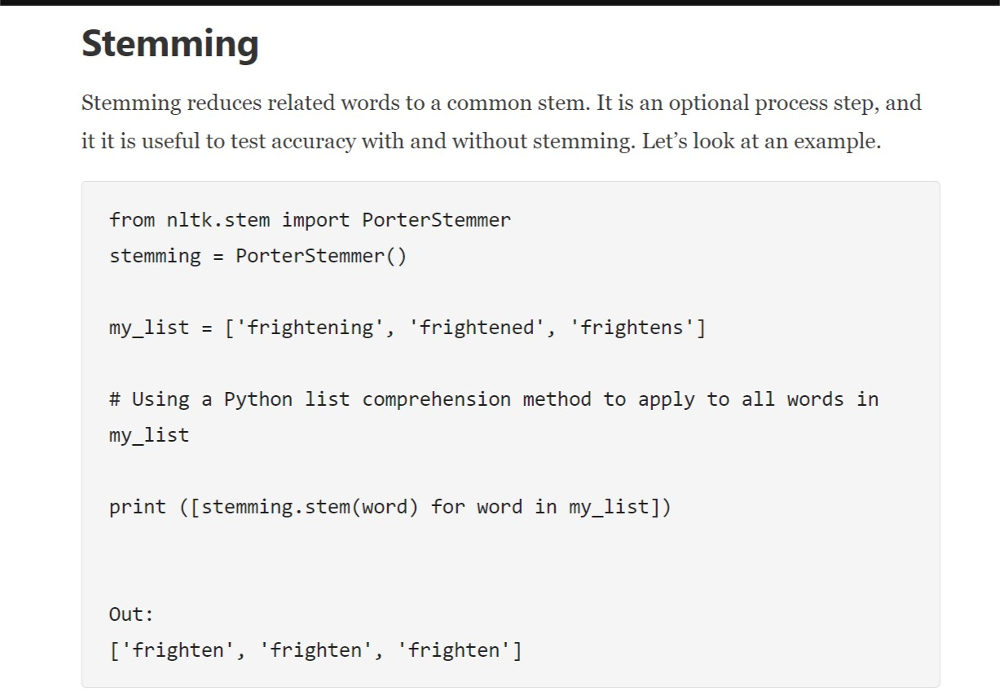 Stemming
Stemming reduces related words to a common stem. It is an optional process step, and
it it is useful to test accuracy with and without stemming. Let’s look at an example.
from nltk.stem import PorterStemmer
stemming = PorterStemmer()
my_list = ['frightening', 'frightened', 'frightens']
# Using a Python list comprehension method to apply to all words in
my_list
print ([stemming.stem(word) for word in my_list])
Out:
['frighten', 'frighten', 'frighten']